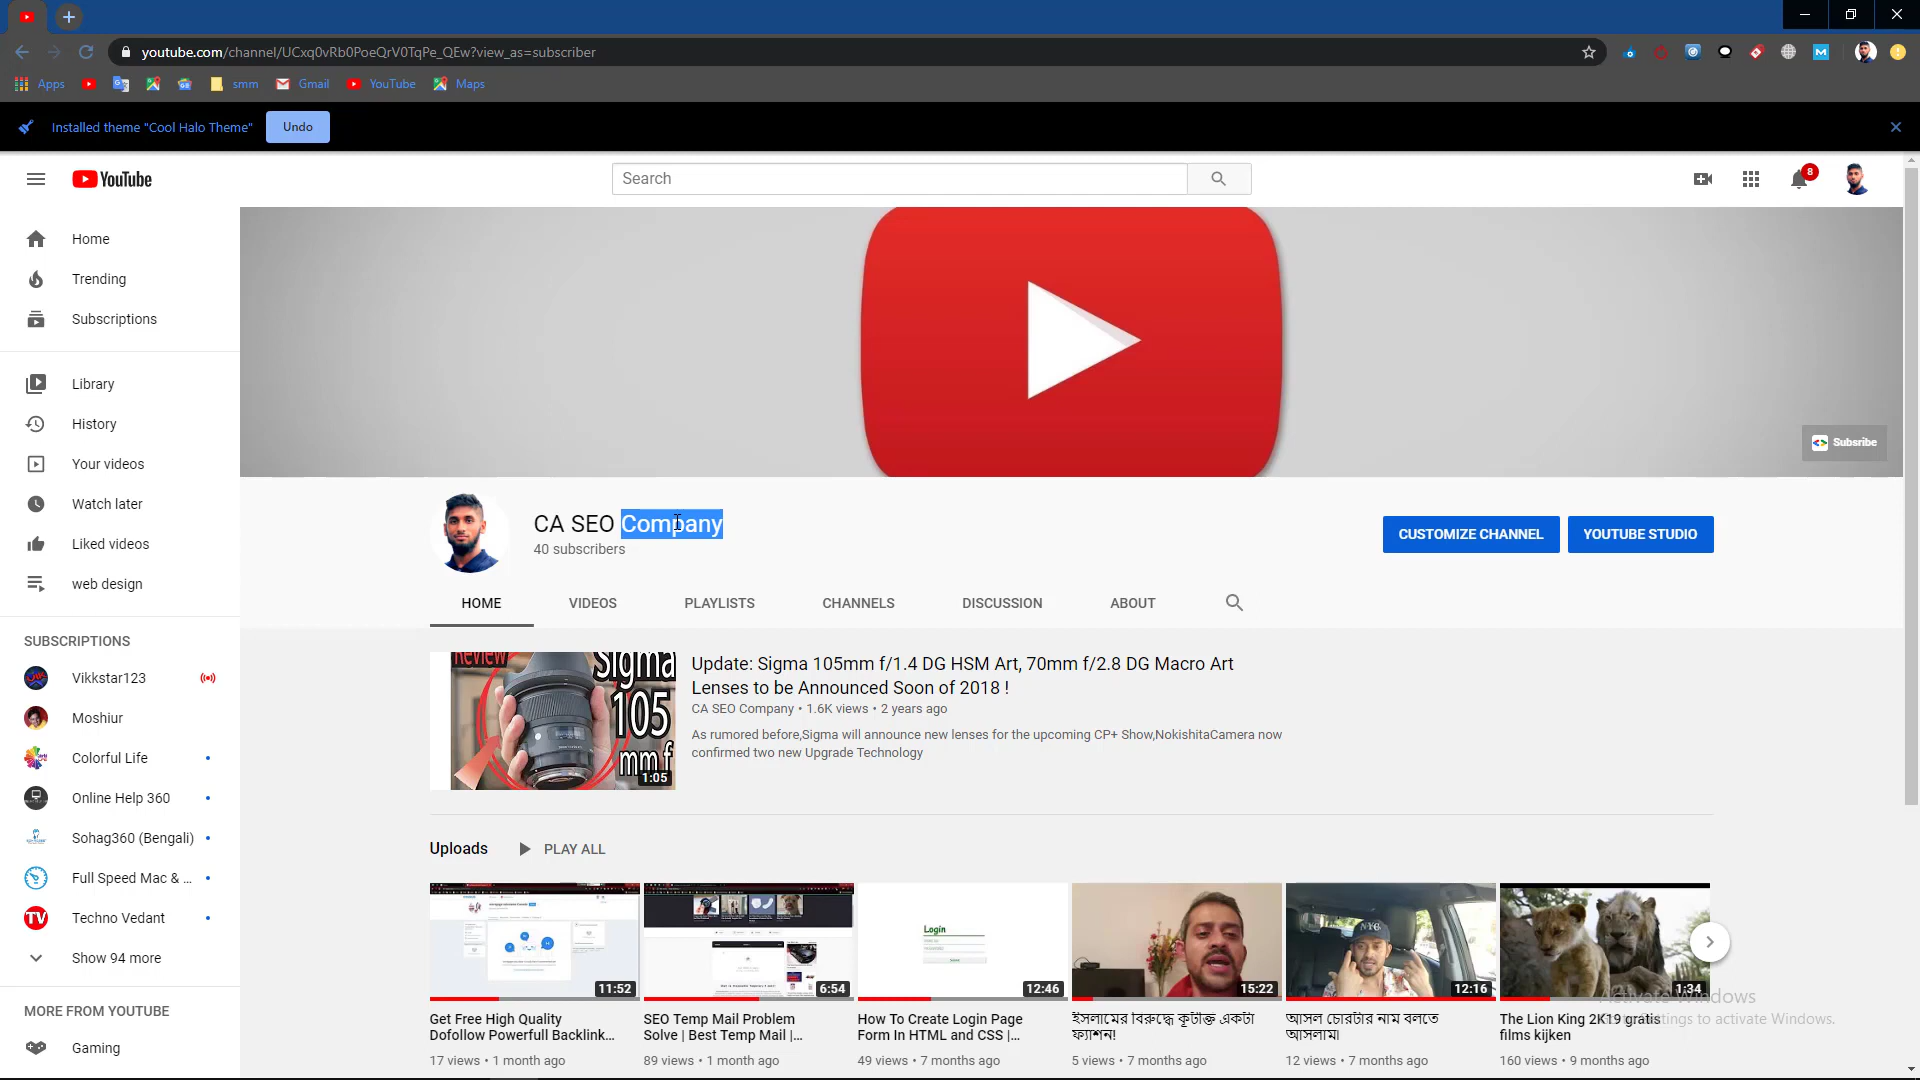 youtube.com/channel/UCxq0vRb0PoeQrV0TqPe_QEw?view_as=subscriber
Apps
smm
Gmail
YouTube
Maps
Installed theme "Cool Halo Theme"
Undo
YouTube
Search
8
Home
Trending
Subscriptions
Library
History
Your videos
Watch later
Liked videos
web design
SUBSCRIPTIONS
Vikkstar123
Moshiur
Colorful Life
Online Help 360
Sohag360 (Bengali)
Full Speed Mac & ...
TV
Techno Vedant
Show 94 more
MORE FROM YOUTUBE
Gaming
Subsribe
CA SEO Company
40 subscribers
CUSTOMIZE CHANNEL
YOUTUBE STUDIO
HOME
VIDEOS
PLAYLISTS
CHANNELS
DISCUSSION
ABOUT
Review
Sigma
105
mm f
1:05
Update: Sigma 105mm f/1.4 DG HSM Art, 70mm f/2.8 DG Macro Art
Lenses to be Announced Soon of 2018 !
CA SEO Company • 1.6K views • 2 years ago
As rumored before,Sigma will announce new lenses for the upcoming CP+ Show,NokishitaCamera now
confirmed two new Upgrade Technology
Uploads
PLAY ALL
11:52
6:54
Login
12:46
15:22
NYC
12:16
1:34
Get Free High Quality
Dofollow Powerfull Backlink...
17 views • 1 month ago
SEO Temp Mail Problem
Solve | Best Temp Mail |...
89 views • 1 month ago
How To Create Login Page
Form In HTML and CSS |...
49 views • 7 months ago
ইসলামের বিরুদ্ধে কূটুক্তি একটা
ফ্যাশন!
5 views • 7 months ago
আসল চোরটার নাম বলতে
আসলাম।
12 views • 7 months ago
The Lion King 2K19 grátis
films kijken
160 views • 9 months ago
Activate Windows
Go to Settings to activate Windows.